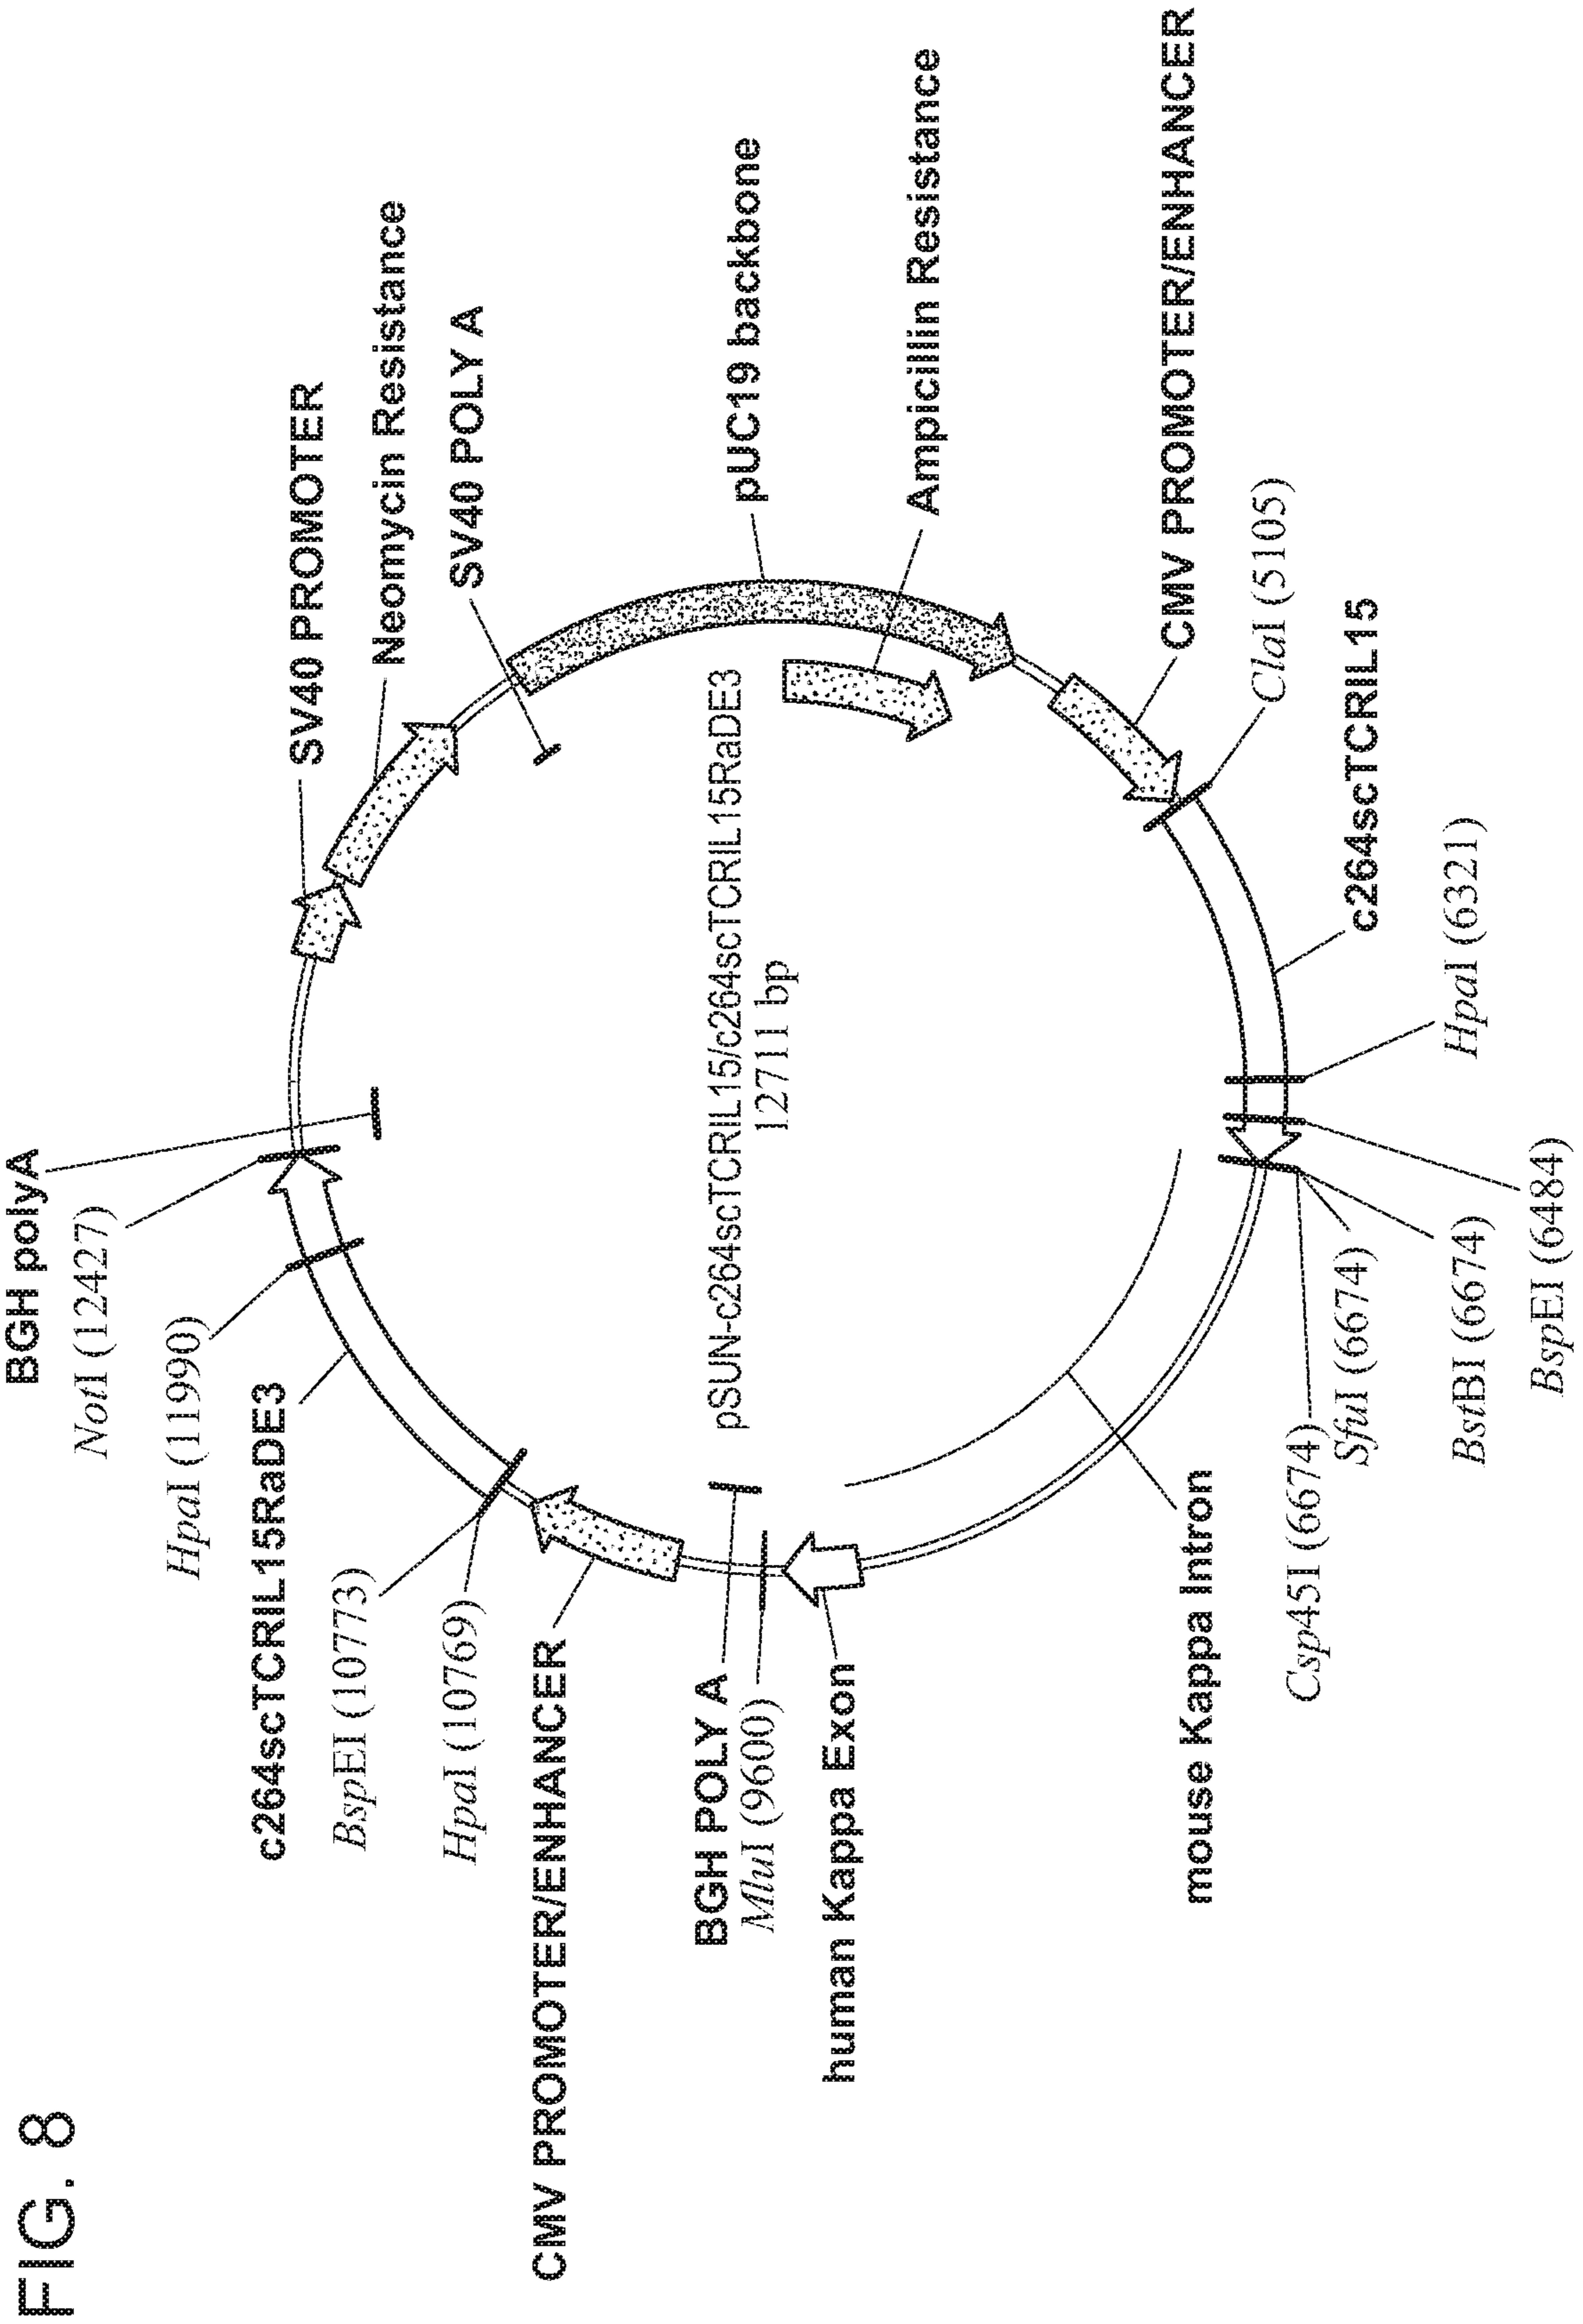 FIG. 8
BGH polyA
NotI (12427)
HpaI (11990)
c264scTCRIL15RaDE3
BspEI (10773)
HpaI (10769)
CMV PROMOTER/ENHANCER
BGH POLY A
MluI (9600)
human Kappa Exon
mouse Kappa Intron
SV40 PROMOTER
Neomycin Resistance
SV40 POLY A
pUC19 backbone
Ampicillin Resistance
CMV PROMOTER/ENHANCER
ClaI (5105)
c264scTCRIL15
HpaI (6321)
BspEI (6484)
BstBI (6674)
SfuI (6674)
Csp45I (6674)
pSUN-c264scTCRIL15/c264scTCRIL15RaDE3
12711 bp